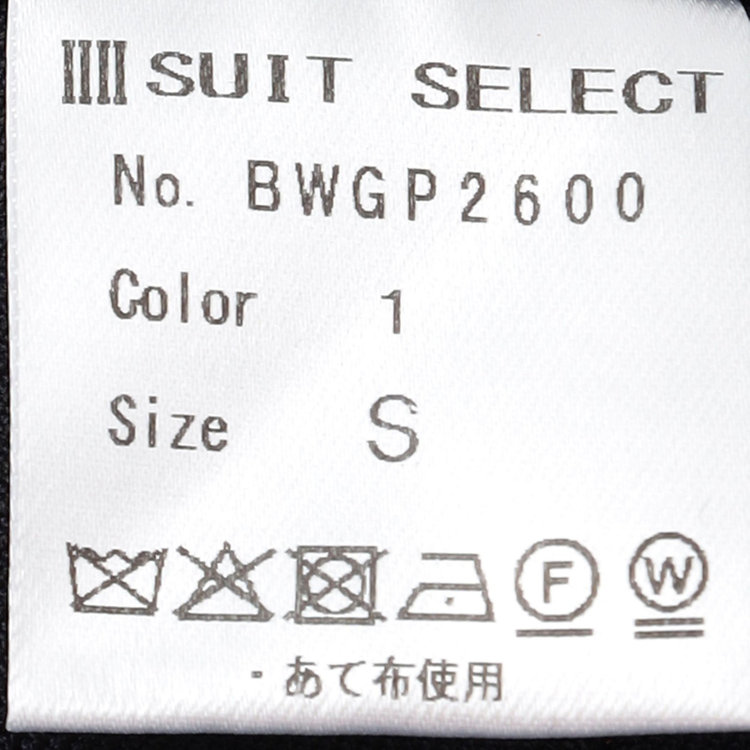 SUIT SELECT
No. BWGP2600
Color 1
Size S
F W
・あて布使用